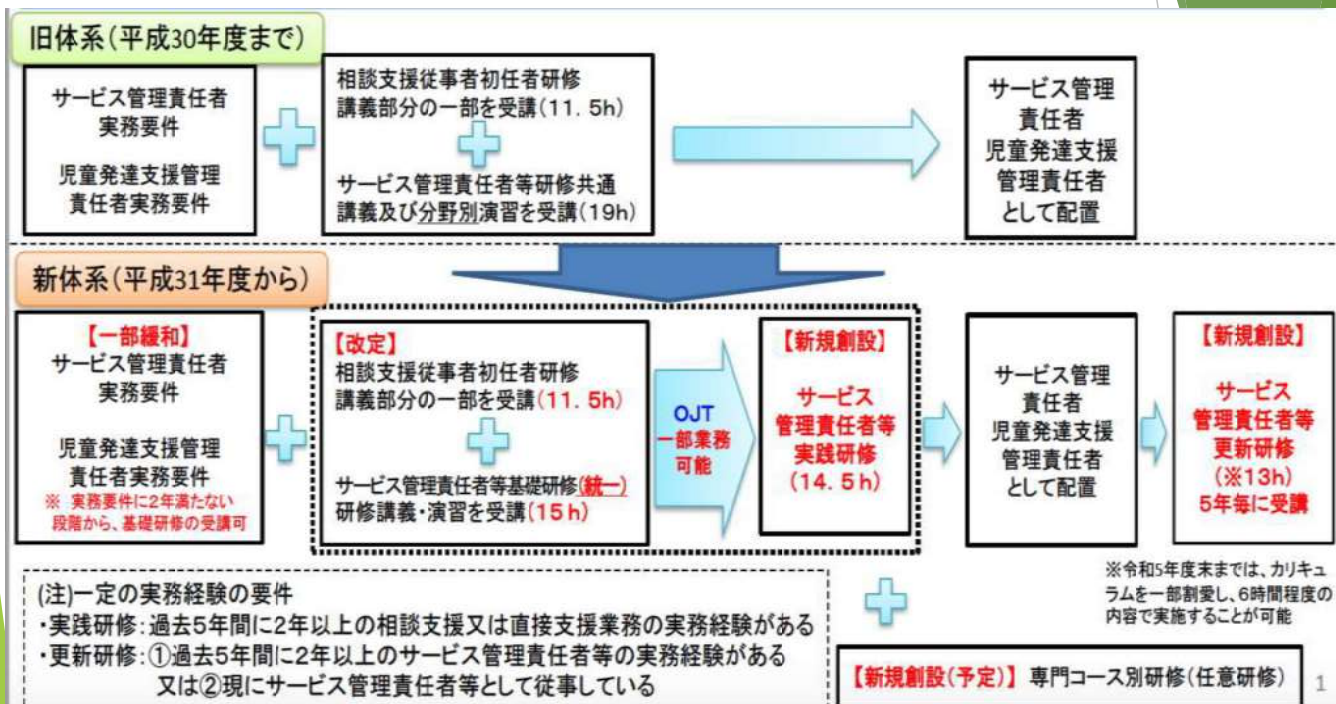 旧体系(平成30年度まで)
サービス管理責任者
実務要件
児童発達支援管理
責任者実務要件
相談支援従事者初任者研修
講義部分の一部を受講(11.5h)
サービス管理責任者等研修共通
講義及び分野別演習を受講(19h)
サービス管理
責任者
児童発達支援
管理責任者
として配置
新体系(平成31年度から)
【一部緩和】
サービス管理責任者
実務要件
児童発達支援管理
責任者実務要件
※ 実務要件に2年満たない
段階から、基礎研修の受講可
【改定】
相談支援従事者初任者研修
講義部分の一部を受講(11.5h)
サービス管理責任者等基礎研修(統一)
研修講義・演習を受講(15h)
OJT
一部業務
可能
【新規創設】
サービス
管理責任者等
実践研修
(14.5h)
サービス管理
責任者
児童発達支援
管理責任者
として配置
【新規創設】
サービス
管理責任者等
更新研修
(※13h)
5年毎に受講
※令和5年度末までは、カリキュ
ラムを一部割愛し、6時間程度の
内容で実施することが可能
(注)一定の実務経験の要件
・実践研修:過去5年間に2年以上の相談支援又は直接支援業務の実務経験がある
・更新研修:①過去5年間に2年以上のサービス管理責任者等の実務経験がある
又は②現にサービス管理責任者等として従事している
【新規創設(予定)】 専門コース別研修(任意研修)
1